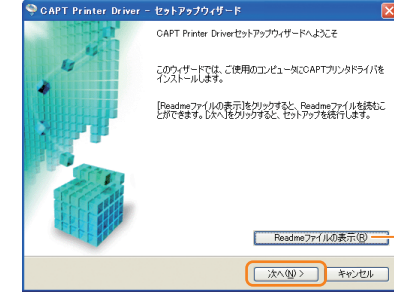 CAPT Printer Driver - セットアップウィザード
CAPT Printer Driverセットアップウィザードへようこそ
このウィザードでは、ご使用のコンピュータにCAPTプリンタドライバを
インストールします。
[Readmeファイルの表示]をクリックすると、Readmeファイルを読むこ
とができます。[次へ]をクリックすると、セットアップを続行します。
Readmeファイルの表示(R)
次へ(N) >
キャンセル